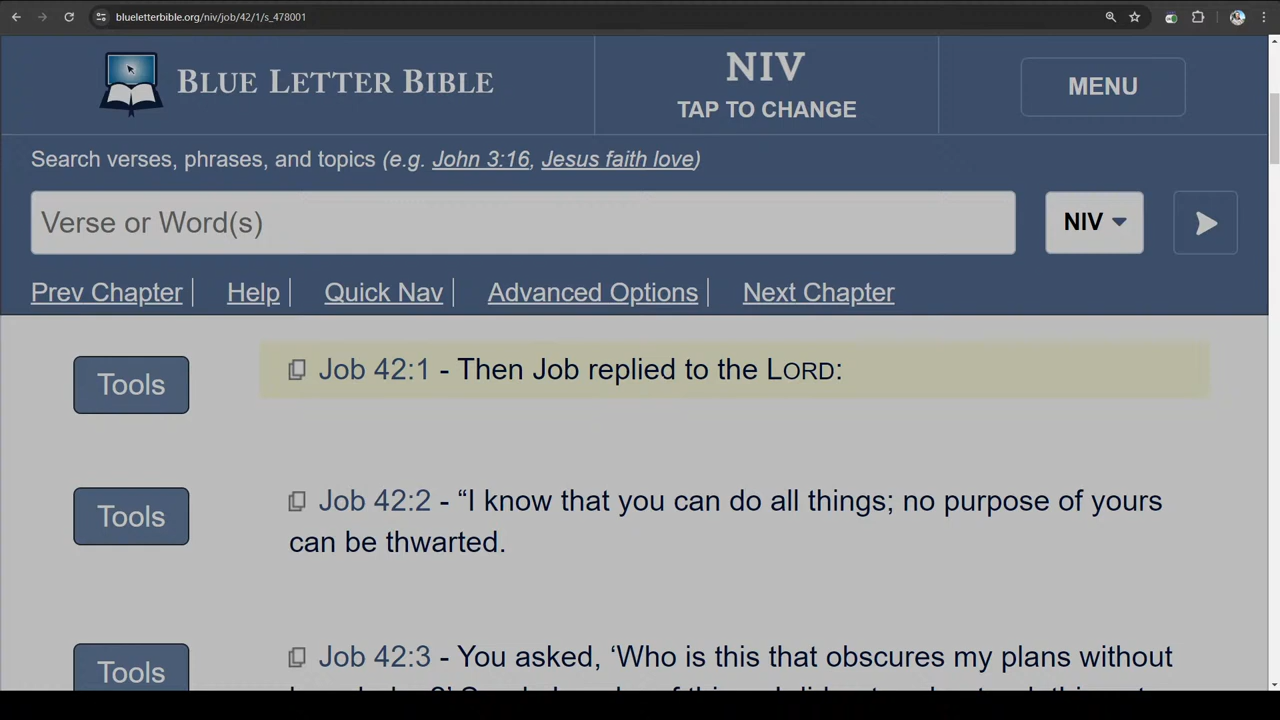 blueletterbible.org/niv/job/42/1/s_478001
BLUE LETTER BIBLE
NIV
TAP TO CHANGE
MENU
Search verses, phrases, and topics (e.g. John 3:16, Jesus faith love)
Verse or Word(s)
NIV
Prev Chapter
Help
Quick Nav
Advanced Options
Next Chapter
Tools
Job 42:1 - Then Job replied to the LORD:
Tools
Job 42:2 - “I know that you can do all things; no purpose of yours
can be thwarted.
Tools
Job 42:3 - You asked, ‘Who is this that obscures my plans without